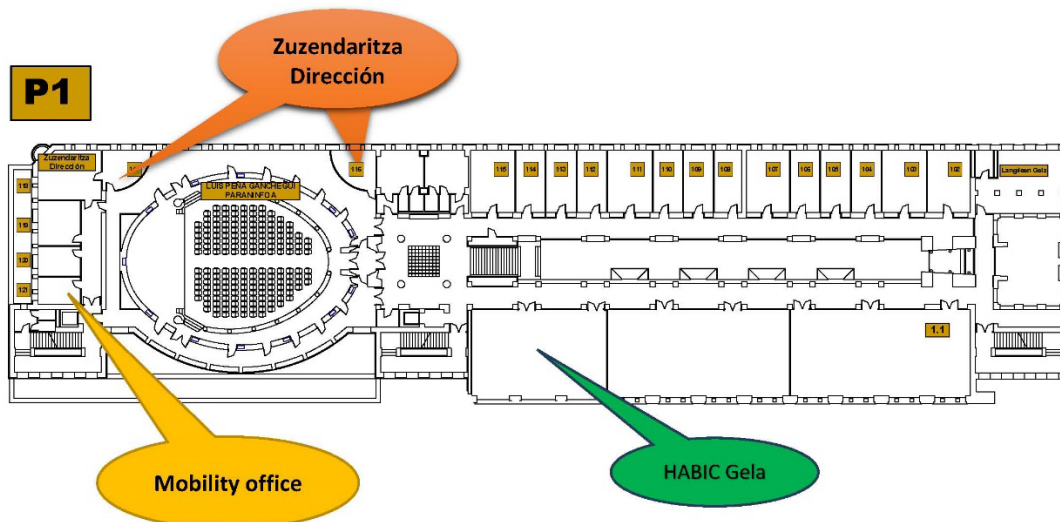 Zuzendaritza
Dirección
P1
Zuzendaritza
Dirección
116
115
114
113
112
111
110
109
108
107
106
105
104
103
102
Langileen Gela
118
LUIS PEÑA GANCHEGUI
PARANINFOA
119
120
121
1.1
Mobility office
HABIC Gela